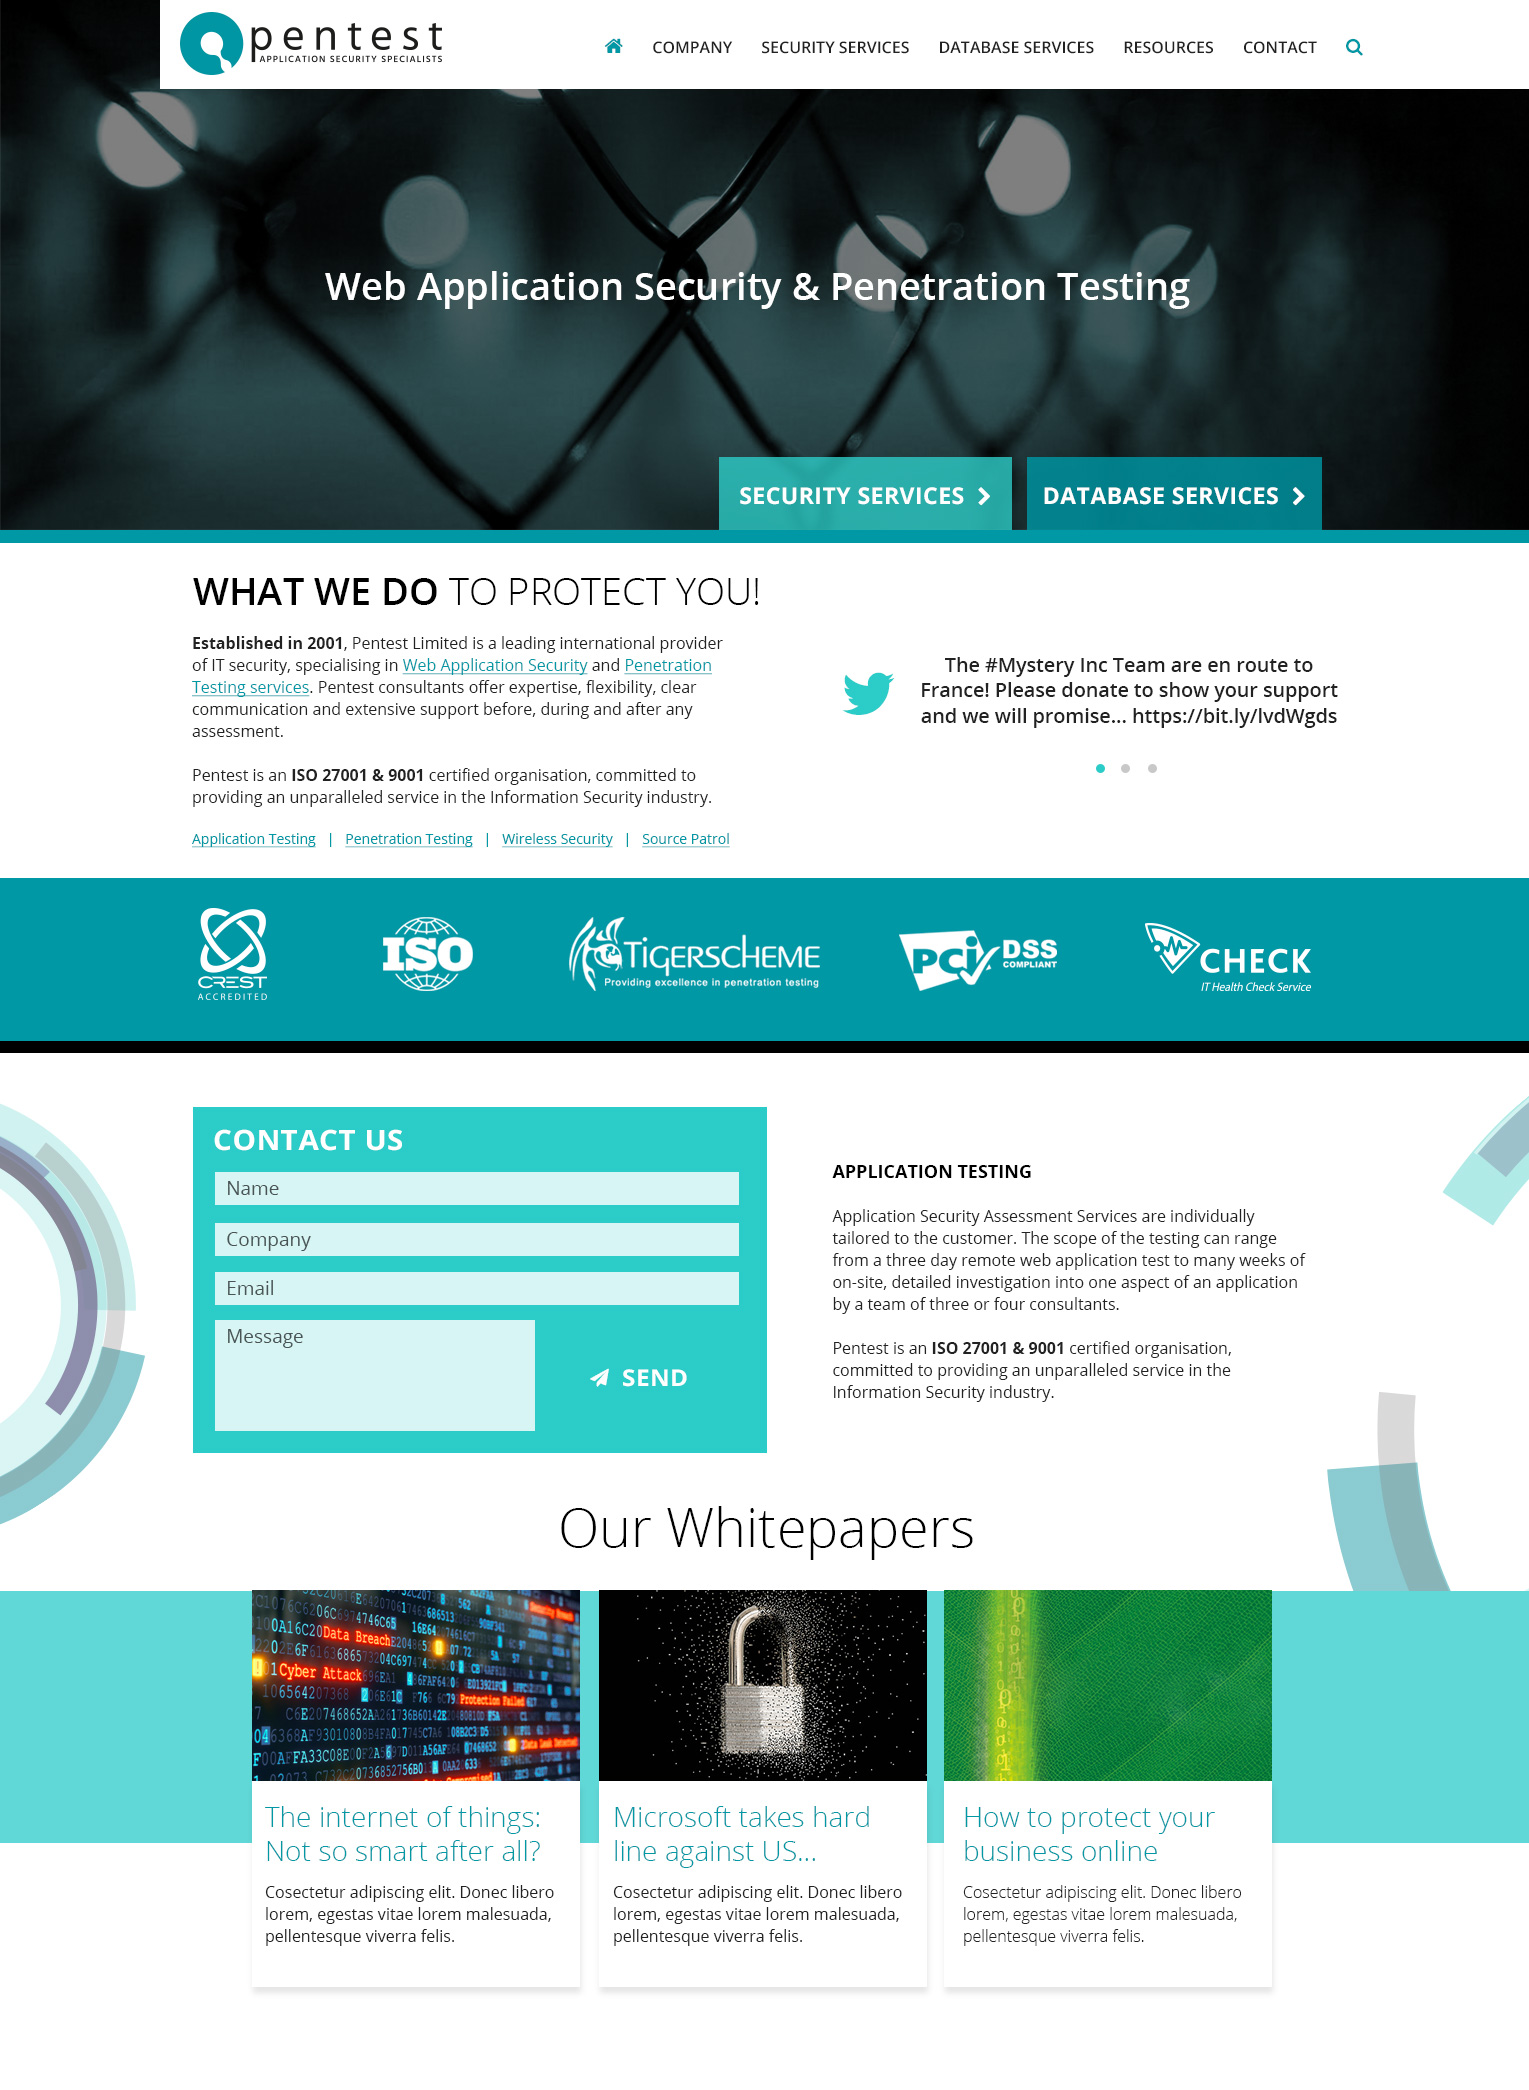 pentest
APPLICATION SECURITY SPECIALISTS
COMPANY SECURITY SERVICES DATABASE SERVICES RESOURCES CONTACT
Web Application Security & Penetration Testing
SECURITY SERVICES DATABASE SERVICES
WHAT WE DO TO PROTECT YOU!
Established in 2001, Pentest Limited is a leading international provider
of IT security, specialising in Web Application Security and Penetration
Testing services. Pentest consultants offer expertise, flexibility, clear
communication and extensive support before, during and after any
assessment.
Pentest is an ISO 27001 & 9001 certified organisation, committed to
providing an unparalleled service in the Information Security industry.
Application Testing | Penetration Testing | Wireless Security | Source Patrol
The #Mystery Inc Team are en route to
France! Please donate to show your support
and we will promise... https://bit.ly/lvdWgds
CREST
ACCREDITED
ISO
TIGERSCHEME
Providing excellence in penetration testing
PCi DSS
COMPLIANT
CHECK
IT Health Check Service
CONTACT US
Name
Company
Email
Message
SEND
APPLICATION TESTING
Application Security Assessment Services are individually
tailored to the customer. The scope of the testing can range
from a three day remote web application test to many weeks of
on-site, detailed investigation into one aspect of an application
by a team of three or four consultants.
Pentest is an ISO 27001 & 9001 certified organisation,
committed to providing an unparalleled service in the
Information Security industry.
Our Whitepapers
Data Breach
Cyber Attack
Protection Failed
The internet of things:
Not so smart after all?
Cosectetur adipiscing elit. Donec libero
lorem, egestas vitae lorem malesuada,
pellentesque viverra felis.
Microsoft takes hard
line against US...
Cosectetur adipiscing elit. Donec libero
lorem, egestas vitae lorem malesuada,
pellentesque viverra felis.
How to protect your
business online
Cosectetur adipiscing elit. Donec libero
lorem, egestas vitae lorem malesuada,
pellentesque viverra felis.